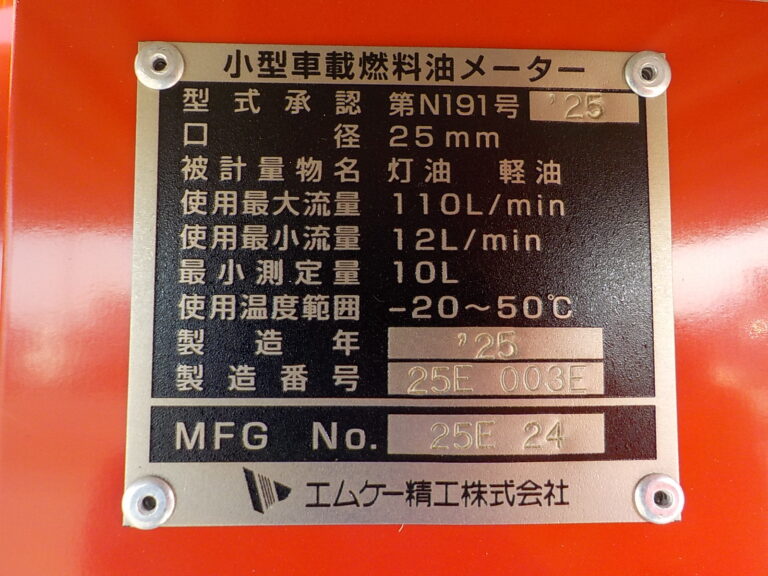 小型車載燃料油メーター
型式承認 第N191号 '25
口径 25mm
被計量物名 灯油 軽油
使用最大流量 110L/min
使用最小流量 12L/min
最小測定量 10L
使用温度範囲 -20～50℃
製造年 '25
製造番号 25E 003E
MFG No. 25E 24
エムケー精工株式会社